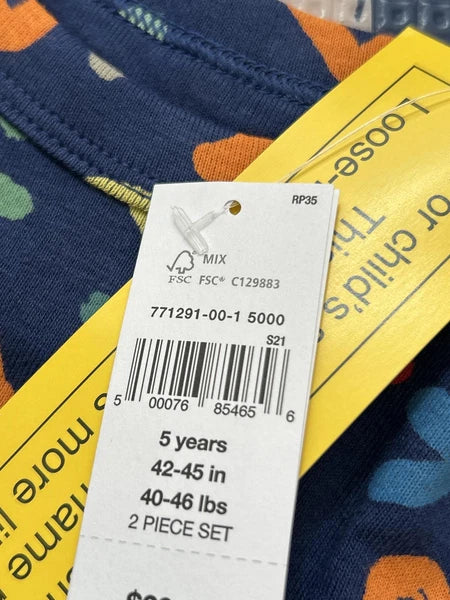 RP35
MIX
FSC FSC® C129883
771291-00-1 5000
S21
5 00076 85465 6
5 years
42-45 in
40-46 lbs
2 PIECE SET
or child's
Loose-
more
name